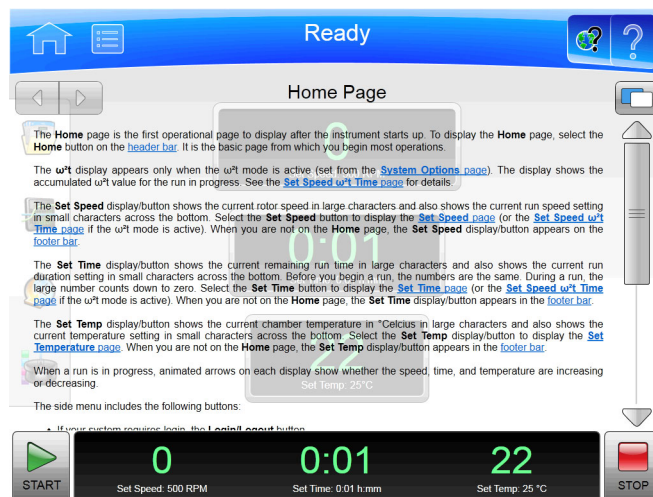 Ready
Home Page
The Home page is the first operational page to display after the instrument starts up. To display the Home page, select the
Home button on the header bar. It is the basic page from which you begin most operations.
The ω²t display appears only when the ω²t mode is active (set from the System Options page). The display shows the
accumulated ω²t value for the run in progress. See the Set Speed ω²t Time page for details.
The Set Speed display/button shows the current rotor speed in large characters and also shows the current run speed setting
in small characters across the bottom. Select the Set Speed button to display the Set Speed page (or the Set Speed ω²t
Time page if the ω²t mode is active). When you are not on the Home page, the Set Speed display/button appears on the
footer bar.
The Set Time display/button shows the current remaining run time in large characters and also shows the current run
duration setting in small characters across the bottom. Before you begin a run, the numbers are the same. During a run, the
large number counts down to zero. Select the Set Time button to display the Set Time page (or the Set Speed ω²t Time
page if the ω²t mode is active). When you are not on the Home page, the Set Time display/button appears in the footer bar.
The Set Temp display/button shows the current chamber temperature in °Celcius in large characters and also shows the
current temperature setting in small characters across the bottom. Select the Set Temp display/button to display the Set
Temperature page. When you are not on the Home page, the Set Temp display/button appears in the footer bar.
When a run is in progress, animated arrows on each display show whether the speed, time, and temperature are increasing
or decreasing.
The side menu includes the following buttons:
• If your system requires login, the Login/Logout button
0
0:01
22
Set Temp: 25°C
START
0
0:01
22
STOP
Set Speed: 500 RPM
Set Time: 0:01 h:mm
Set Temp: 25 °C